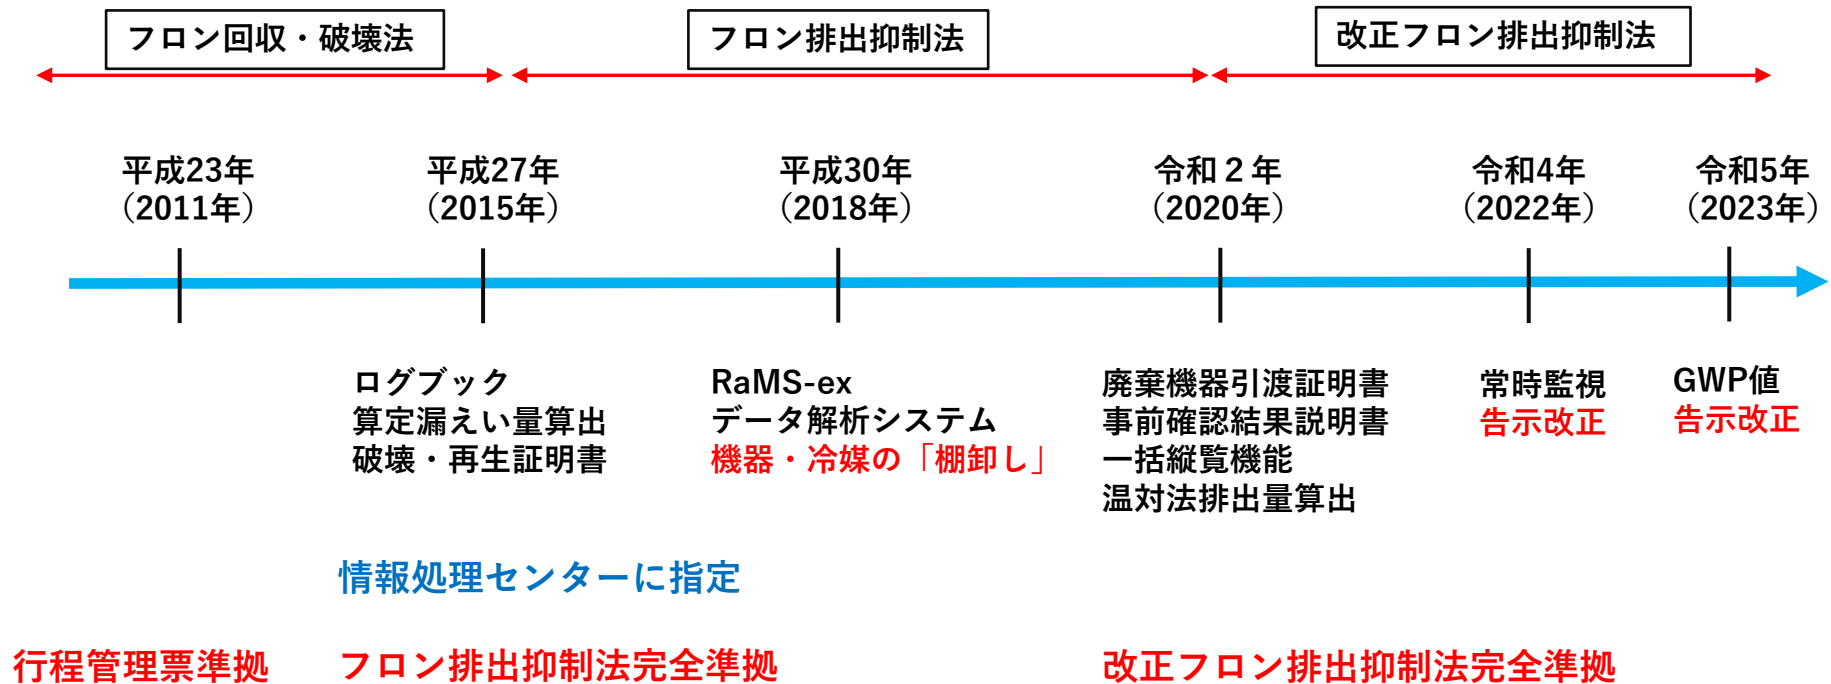 フロン回収・破壊法
フロン排出抑制法
改正フロン排出抑制法
平成23年
（2011年）
平成27年
（2015年）
平成30年
（2018年）
令和２年
（2020年）
令和4年
（2022年）
令和5年
（2023年）
ログブック
算定漏えい量算出
破壊・再生証明書
RaMS-ex
データ解析システム
機器・冷媒の「棚卸し」
廃棄機器引渡証明書
事前確認結果説明書
一括縦覧機能
温対法排出量算出
常時監視
告示改正
GWP値
告示改正
情報処理センターに指定
行程管理票準拠
フロン排出抑制法完全準拠
改正フロン排出抑制法完全準拠